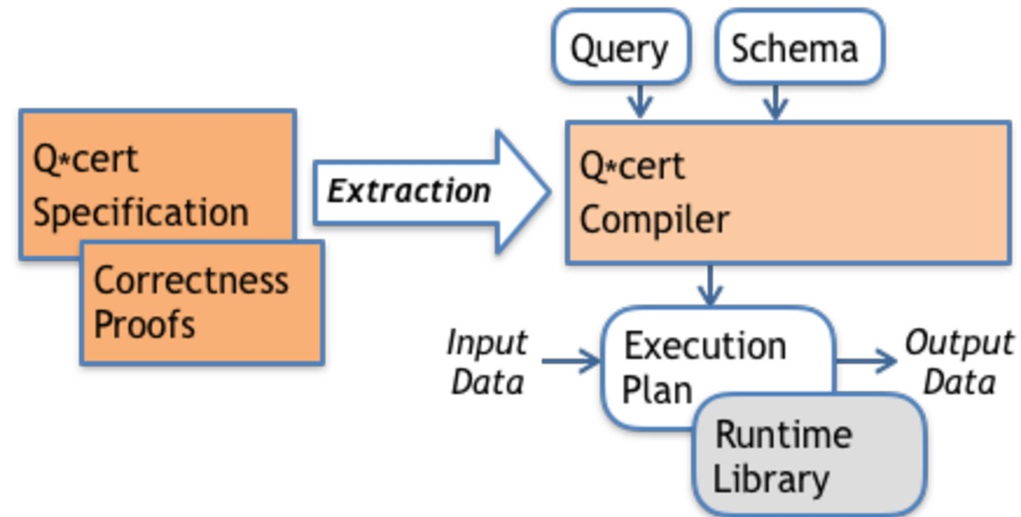 Query
Schema
Q*cert
Specification
Extraction
Q*cert
Compiler
Correctness
Proofs
Input
Data
Execution
Plan
Output
Data
Runtime
Library